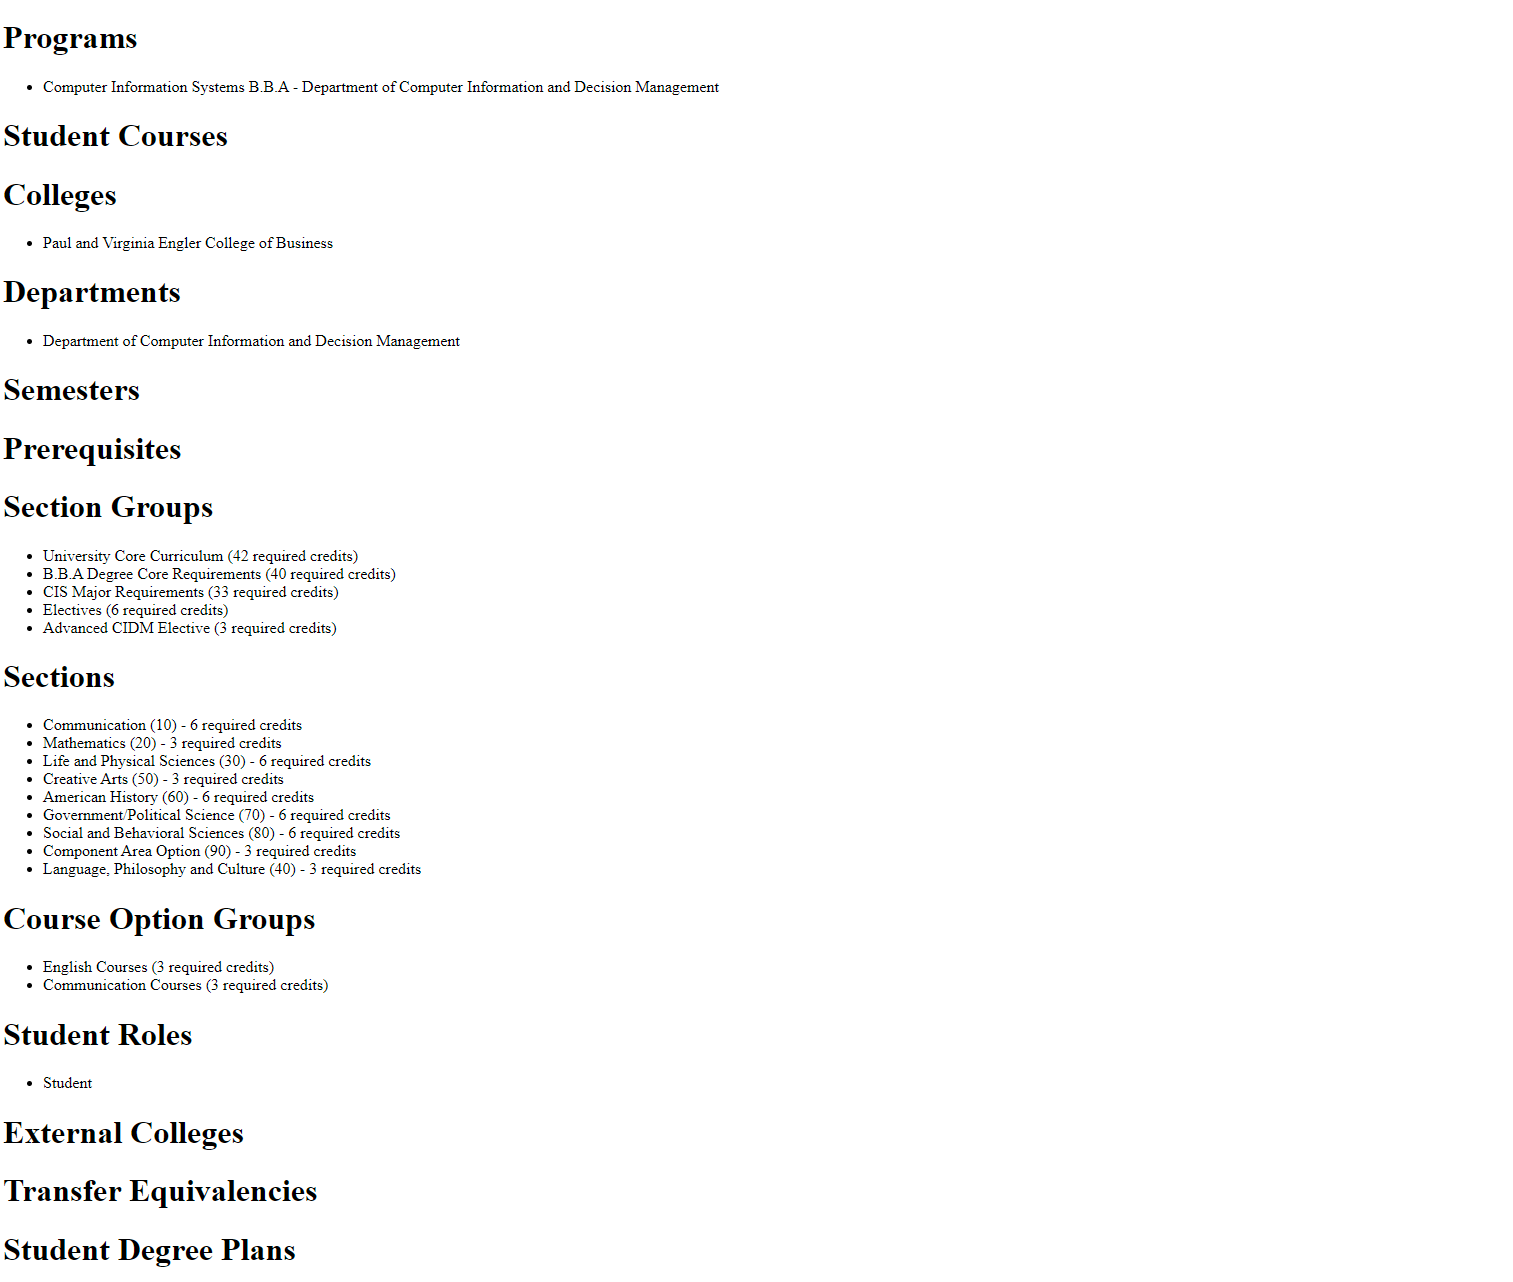 Programs
Computer Information Systems B.B.A - Department of Computer Information and Decision Management
Student Courses
Colleges
Paul and Virginia Engler College of Business
Departments
Department of Computer Information and Decision Management
Semesters
Prerequisites
Section Groups
University Core Curriculum (42 required credits)
B.B.A Degree Core Requirements (40 required credits)
CIS Major Requirements (33 required credits)
Electives (6 required credits)
Advanced CIDM Elective (3 required credits)
Sections
Communication (10) - 6 required credits
Mathematics (20) - 3 required credits
Life and Physical Sciences (30) - 6 required credits
Creative Arts (50) - 3 required credits
American History (60) - 6 required credits
Government/Political Science (70) - 6 required credits
Social and Behavioral Sciences (80) - 6 required credits
Component Area Option (90) - 3 required credits
Language, Philosophy and Culture (40) - 3 required credits
Course Option Groups
English Courses (3 required credits)
Communication Courses (3 required credits)
Student Roles
Student
External Colleges
Transfer Equivalencies
Student Degree Plans